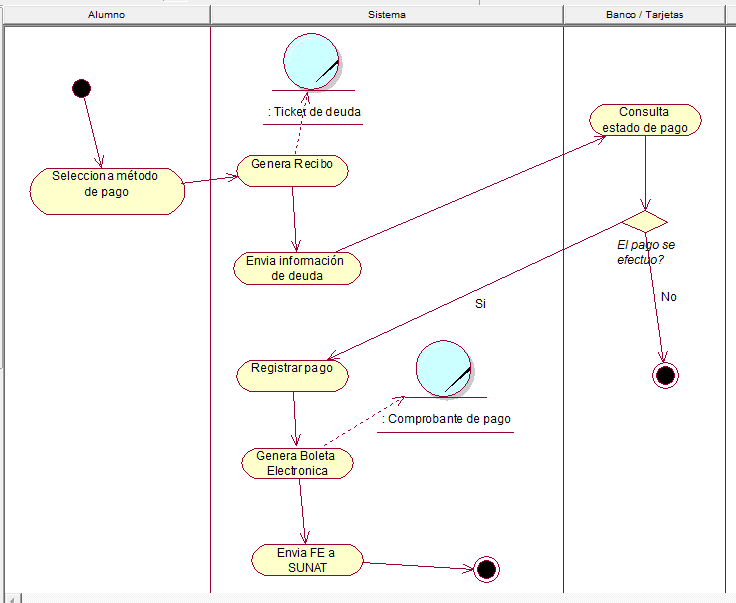 Alumno
Sistema
Banco / Tarjetas
: Ticker de deuda
Consulta
estado de pago
Genera Recibo
Selecciona método
de pago
El pago se
efectuo?
Envia información
de deuda
No
Si
Registrar pago
: Comprobante de pago
Genera Boleta
Electronica
Envia FE a
SUNAT